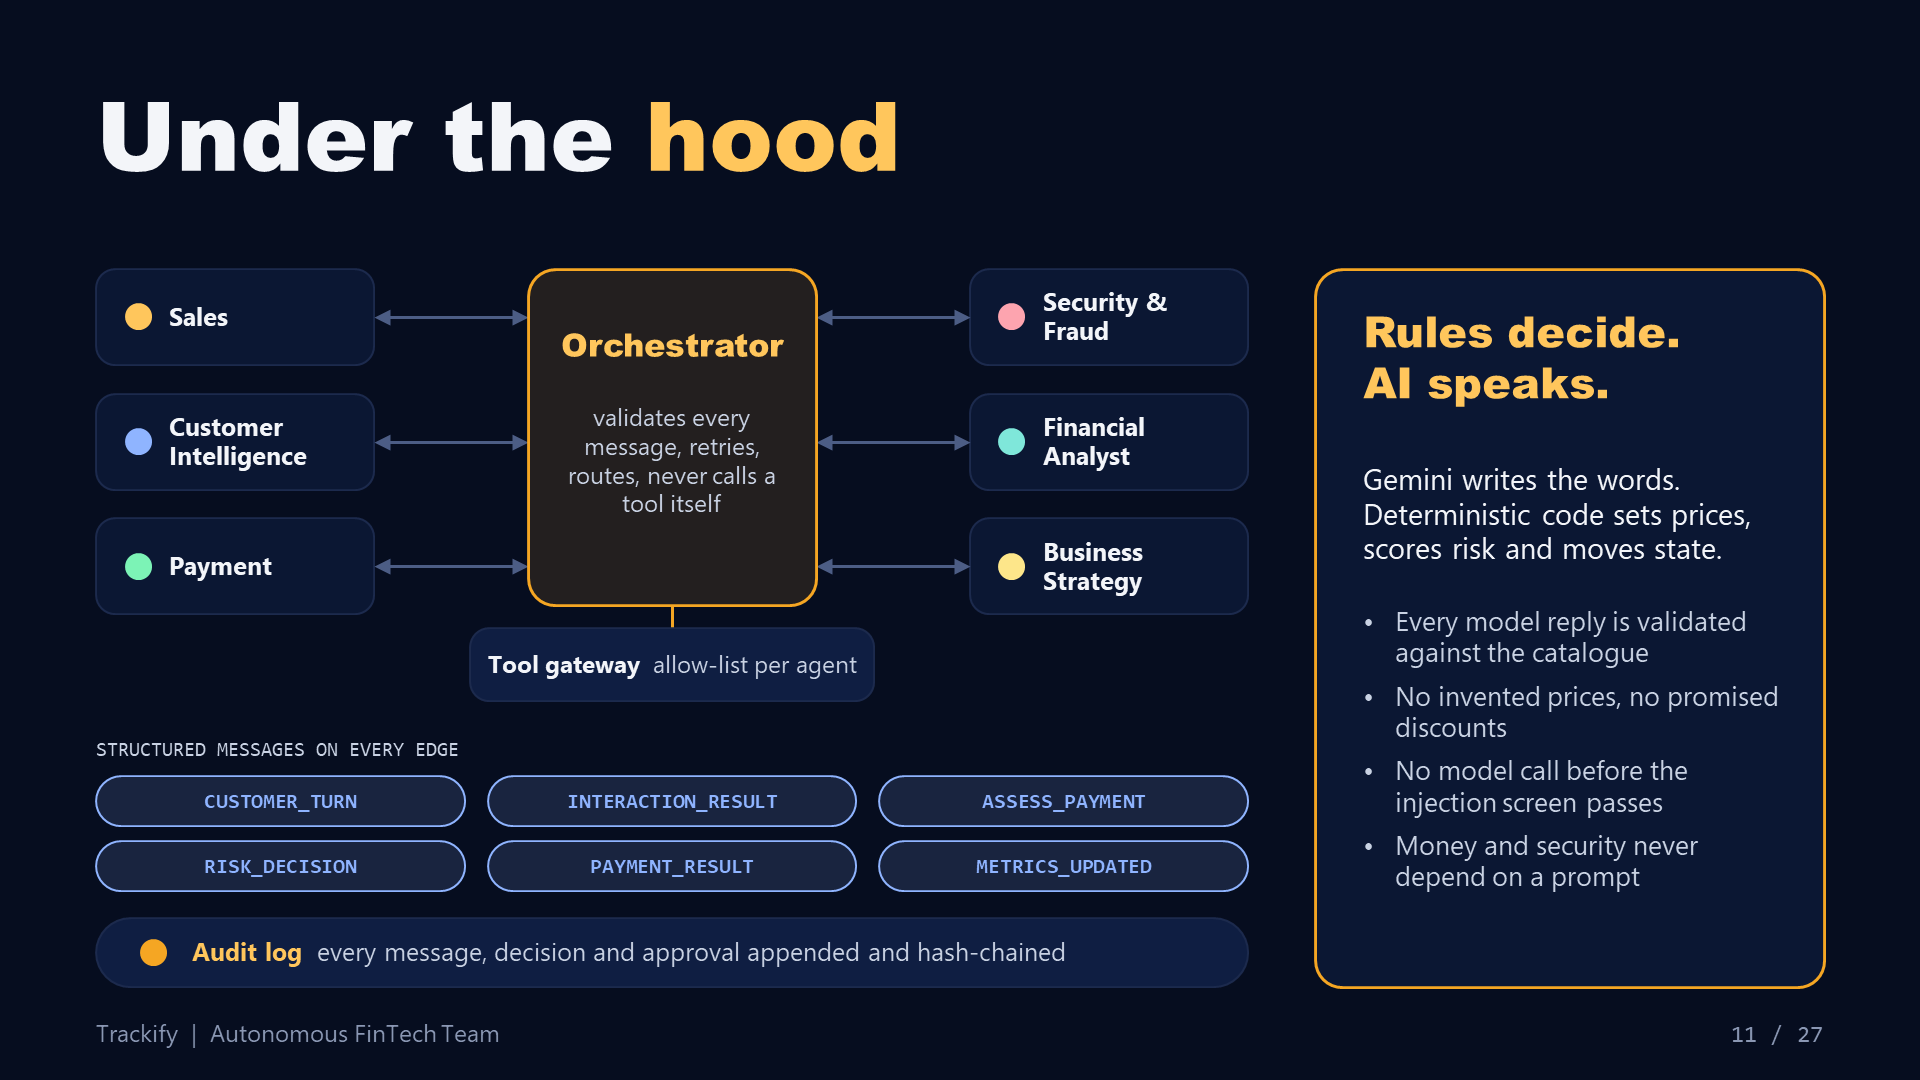 Under the hood
Sales
Customer
Intelligence
Payment
Orchestrator
validates every
message, retries,
routes, never calls a
tool itself
Security &
Fraud
Financial
Analyst
Business
Strategy
Tool gateway allow-list per agent
STRUCTURED MESSAGES ON EVERY EDGE
CUSTOMER_TURN
INTERACTION_RESULT
ASSESS_PAYMENT
RISK_DECISION
PAYMENT_RESULT
METRICS_UPDATED
Audit log every message, decision and approval appended and hash-chained
Rules decide.
AI speaks.
Gemini writes the words.
Deterministic code sets prices,
scores risk and moves state.
• Every model reply is validated
against the catalogue
• No invented prices, no promised
discounts
• No model call before the
injection screen passes
• Money and security never
depend on a prompt
Trackify | Autonomous FinTech Team
11 / 27